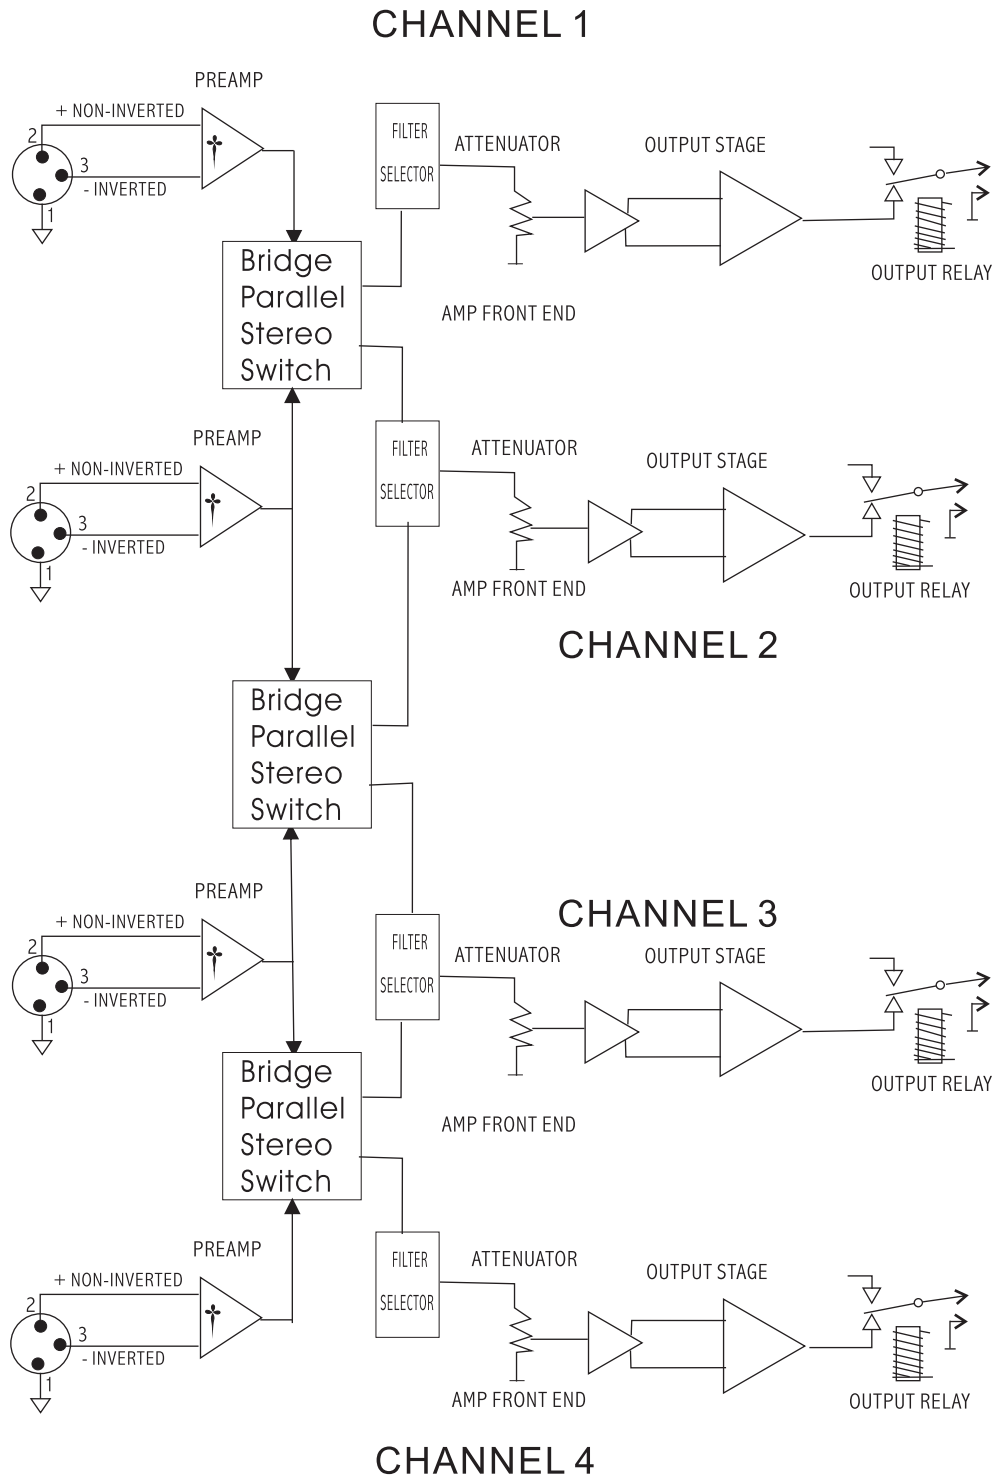 CHANNEL 1
PREAMP
+ NON-INVERTED
2
3
- INVERTED
1
FILTER
SELECTOR
ATTENUATOR
OUTPUT STAGE
OUTPUT RELAY
AMP FRONT END
Bridge
Parallel
Stereo
Switch
PREAMP
+ NON-INVERTED
2
3
- INVERTED
1
FILTER
SELECTOR
ATTENUATOR
OUTPUT STAGE
OUTPUT RELAY
AMP FRONT END
CHANNEL 2
Bridge
Parallel
Stereo
Switch
CHANNEL 3
PREAMP
+ NON-INVERTED
2
3
- INVERTED
1
FILTER
SELECTOR
ATTENUATOR
OUTPUT STAGE
OUTPUT RELAY
AMP FRONT END
Bridge
Parallel
Stereo
Switch
PREAMP
+ NON-INVERTED
2
3
- INVERTED
1
FILTER
SELECTOR
ATTENUATOR
OUTPUT STAGE
OUTPUT RELAY
AMP FRONT END
CHANNEL 4